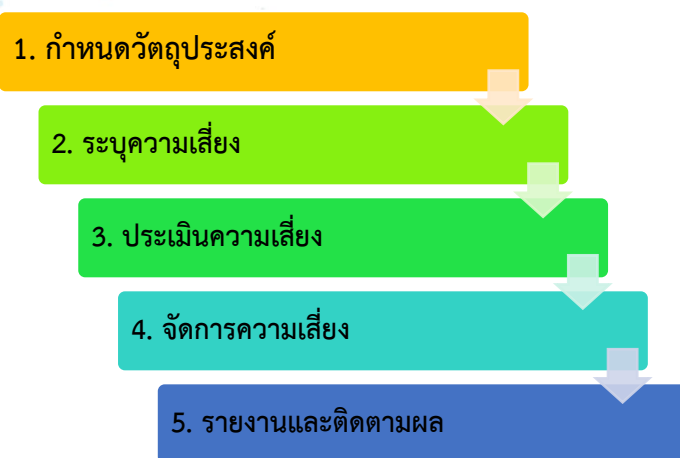 1. กำหนดวัตถุประสงค์
2. ระบุความเสี่ยง
3. ประเมินความเสี่ยง
4. จัดการความเสี่ยง
5. รายงานและติดตามผล